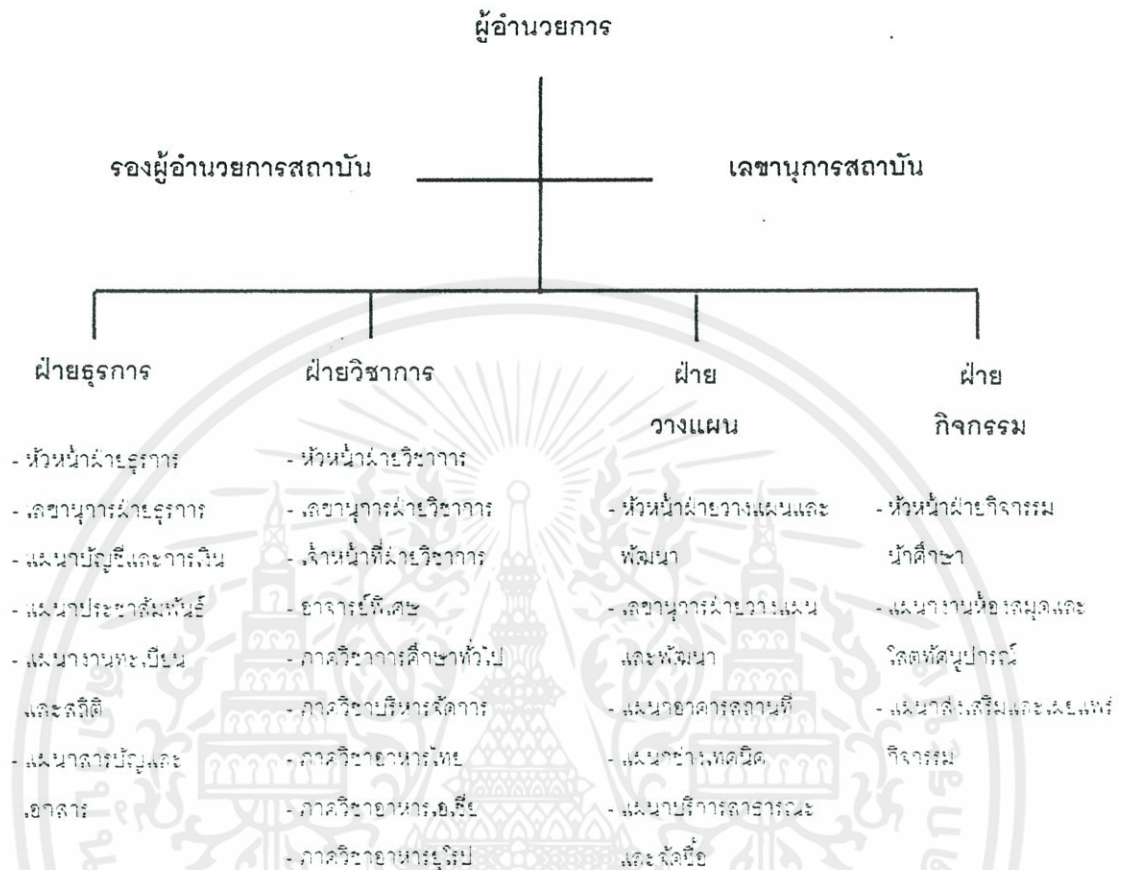 ผู้อำนวยการ
รองผู้อำนวยการสถาบัน
เลขานุการสถาบัน
ฝ่ายธุรการ
- หัวหน้าฝ่ายธุรการ
- เลขานุการฝ่ายธุรการ
- แผนกบัญชีและการเงิน
- แผนกประชาสัมพันธ์
- แผนกงานทะเบียน
และสถิติ
- แผนกสารบัญและ
เอกสาร
ฝ่ายวิชาการ
- หัวหน้าฝ่ายวิชาการ
- เลขานุการฝ่ายวิชาการ
- เจ้าหน้าที่ฝ่ายวิชาการ
- อาจารย์พิเศษ
- ภาควิชาการศึกษาทั่วไป
- ภาควิชาบริหารจัดการ
- ภาควิชาอาหารไทย
- ภาควิชาอาหารเอเชีย
- ภาควิชาอาหารยุโรป
ฝ่าย
วางแผน
- หัวหน้าฝ่ายวางแผนและ
พัฒนา
- เลขานุการฝ่ายวางแผน
และพัฒนา
- แผนกอาคารสถานที่
- แผนกช่างเทคนิค
- แผนกบริการสาธารณะ
และจัดซื้อ
ฝ่าย
กิจกรรม
- หัวหน้าฝ่ายกิจกรรม
นักศึกษา
- แผนกงานห้องสมุดและ
โสตทัศนูปกรณ์
- แผนกส่งเสริมและเผยแพร่
กิจกรรม